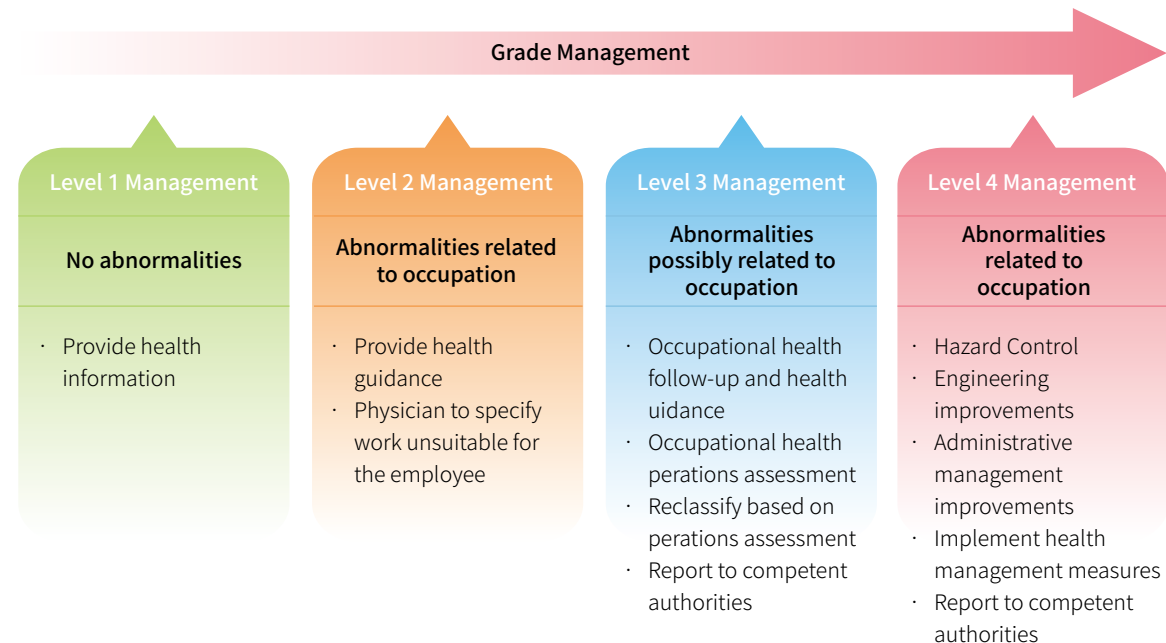 Grade Management
Level 1 Management
No abnormalities
· Provide health
information
Level 2 Management
Abnormalities related
to occupation
· Provide health
guidance
· Physician to specify
work unsuitable for
the employee
Level 3 Management
Abnormalities
possibly related to
occupation
· Occupational health
follow-up and health
uidance
· Occupational health
perations assessment
· Reclassify based on
perations assessment
· Report to competent
authorities
Level 4 Management
Abnormalities
related to
occupation
· Hazard Control
· Engineering
improvements
· Administrative
management
improvements
· Implement health
management measures
· Report to competent
authorities